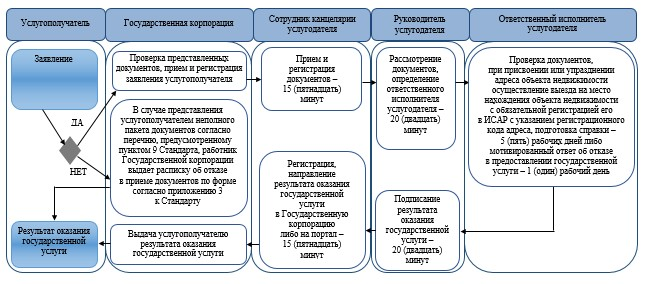 Услугополучатель
Государственная корпорация
Сотрудник канцелярии
услугодателя
Руководитель
услугодателя
Ответственный исполнитель
услугодателя
Заявление
ДА
НЕТ
Результат оказания
государственной
услуги
Проверка представленных
документов, прием и регистрация
заявления услугополучателя
В случае представления
услугополучателем неполного
пакета документов согласно
перечню, предусмотренному
пунктом 9 Стандарта, работник
Государственной корпорации
выдает расписку об отказе
в приеме документов по форме
согласно приложению 3
к Стандарту
Выдача услугополучателю
результата оказания
государственной услуги
Прием и
регистрация
документов –
15 (пятнадцать)
минут
Регистрация,
направление
результата оказания
государственной
услуги
в Государственную
корпорацию
либо на портал –
15 (пятнадцать)
минут
Рассмотрение
документов,
определение
ответственного
исполнителя
услугодателя –
20 (двадцать)
минут
Подписание
результата
оказания
государственной
услуги –
20 (двадцать)
минут
Проверка документов,
при присвоении или упразднении
адреса объекта недвижимости
осуществление выезда на место
нахождения объекта недвижимости
с обязательной регистрацией его
в ИСАР с указанием регистрационного
кода адреса, подготовка справки –
5 (пять) рабочих дней либо
мотивированный ответ об отказе
в предоставлении государственной
услуги – 1 (один) рабочий день